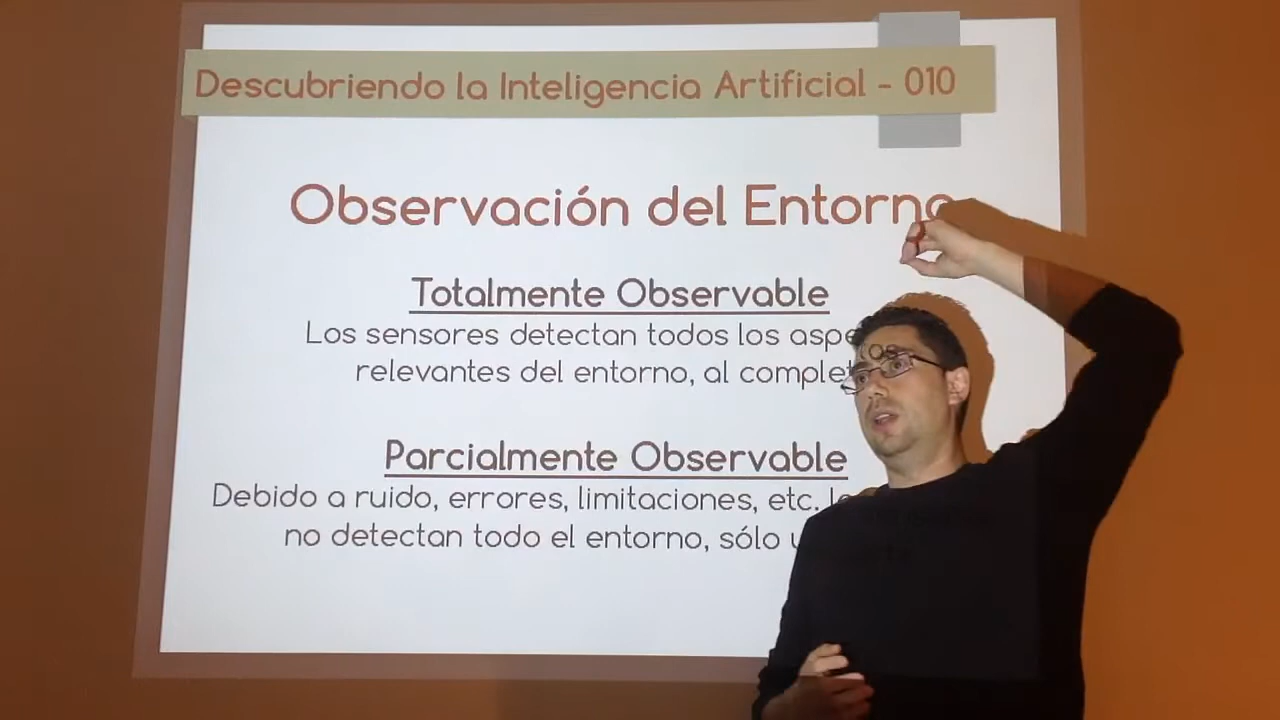 Descubriendo la Inteligencia Artificial - 010
Observación del Entorno
Totalmente Observable
Los sensores detectan todos los aspectos
relevantes del entorno, al
Parcialmente Observable
Debido a ruido, errores, limitaciones, etc.
no detectan todo el entorno, sólo